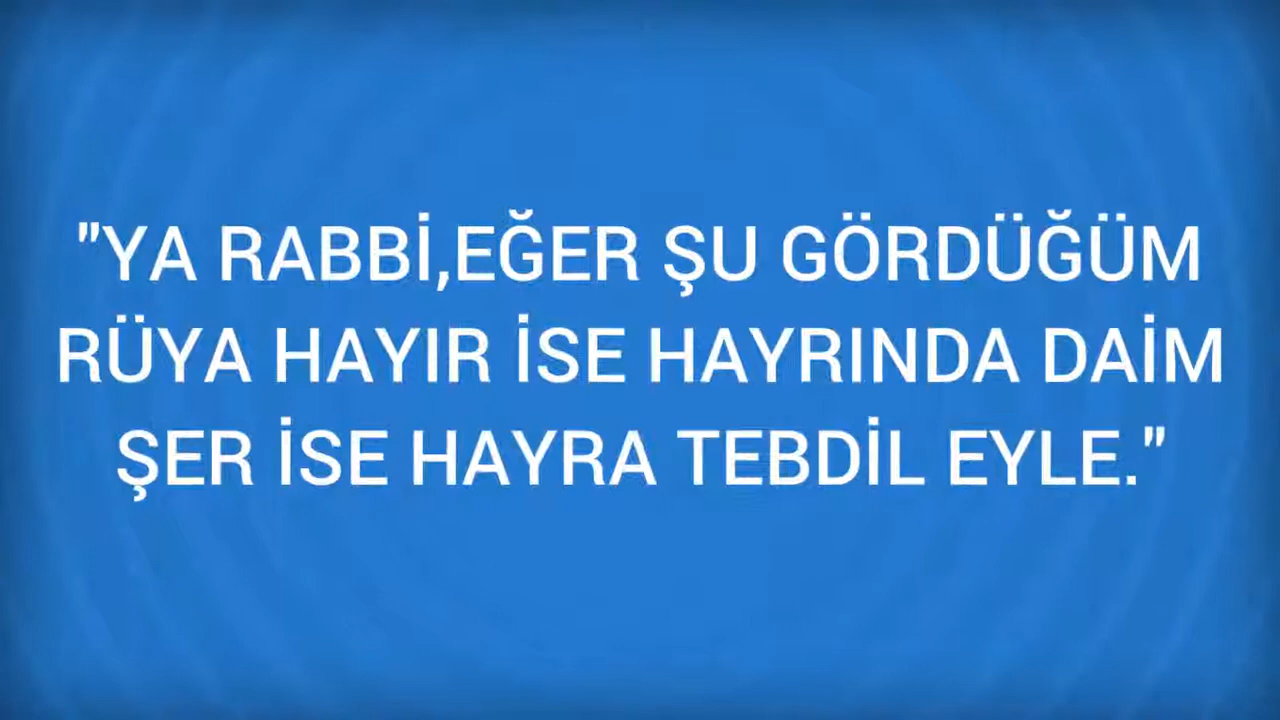 "YA RABBİ,EĞER ŞU GÖRDÜĞÜM
RÜYA HAYIR İSE HAYRINDA DAİM
ŞER İSE HAYRA TEBDİL EYLE."